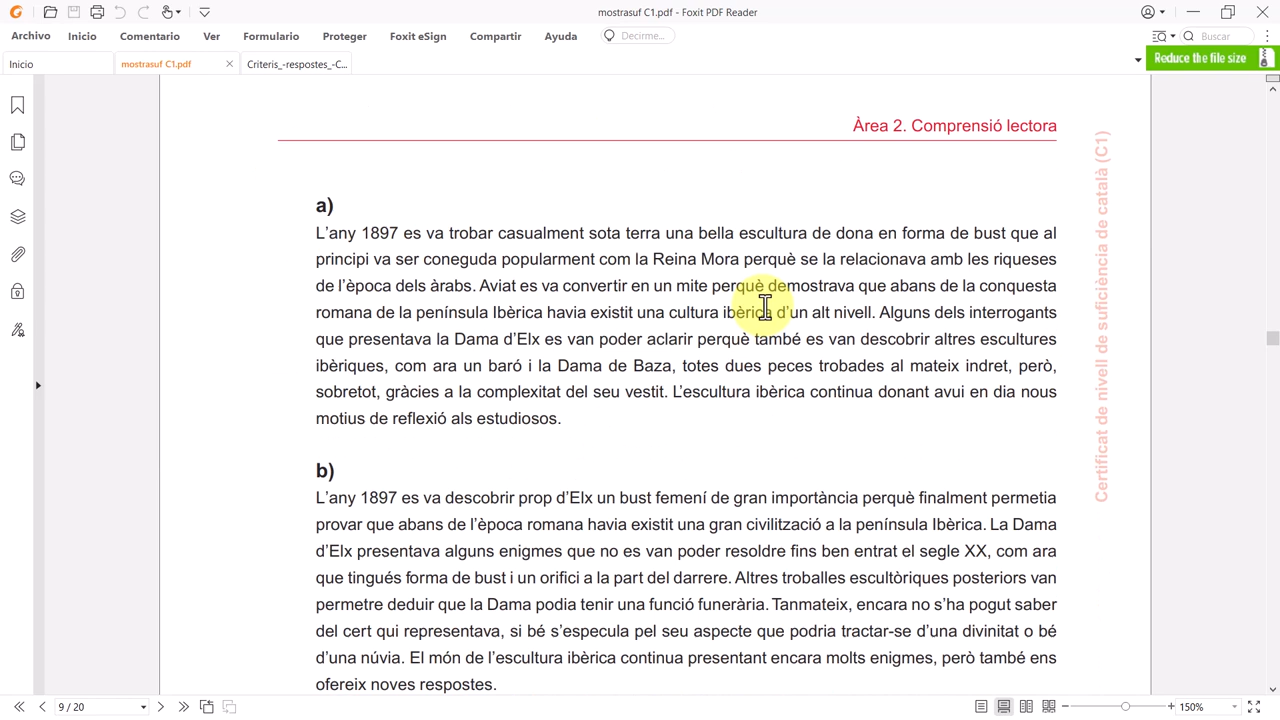 mostrasuf C1.pdf - Foxit PDF Reader
Archivo Inicio Comentario Ver Formulario Proteger Foxit eSign Compartir Ayuda Decirme... Buscar
Inicio mostrasuf C1.pdf Criteris_-respostes_-C... Reduce the file size
Àrea 2. Comprensió lectora
Certificat de nivell de suficiència de català (C1)
a)
L'any 1897 es va trobar casualment sota terra una bella escultura de dona en forma de bust que al
principi va ser coneguda popularment com la Reina Mora perquè se la relacionava amb les riqueses
de l'època dels àrabs. Aviat es va convertir en un mite perquè demostrava que abans de la conquesta
romana de la península Ibèrica havia existit una cultura ibèrica d'un alt nivell. Alguns dels interrogants
que presentava la Dama d'Elx es van poder aclarir perquè també es van descobrir altres escultures
ibèriques, com ara un baró i la Dama de Baza, totes dues peces trobades al mateix indret, però,
sobretot, gràcies a la complexitat del seu vestit. L'escultura ibèrica continua donant avui en dia nous
motius de reflexió als estudiosos.
b)
L'any 1897 es va descobrir prop d'Elx un bust femení de gran importància perquè finalment permetia
provar que abans de l'època romana havia existit una gran civilització a la península Ibèrica. La Dama
d'Elx presentava alguns enigmes que no es van poder resoldre fins ben entrat el segle XX, com ara
que tingués forma de bust i un orifici a la part del darrere. Altres troballes escultòriques posteriors van
permetre deduir que la Dama podia tenir una funció funerària. Tanmateix, encara no s'ha pogut saber
del cert qui representava, si bé s'especula pel seu aspecte que podria tractar-se d'una divinitat o bé
d'una núvia. El món de l'escultura ibèrica continua presentant encara molts enigmes, però també ens
ofereix noves respostes.
9 / 20 150%